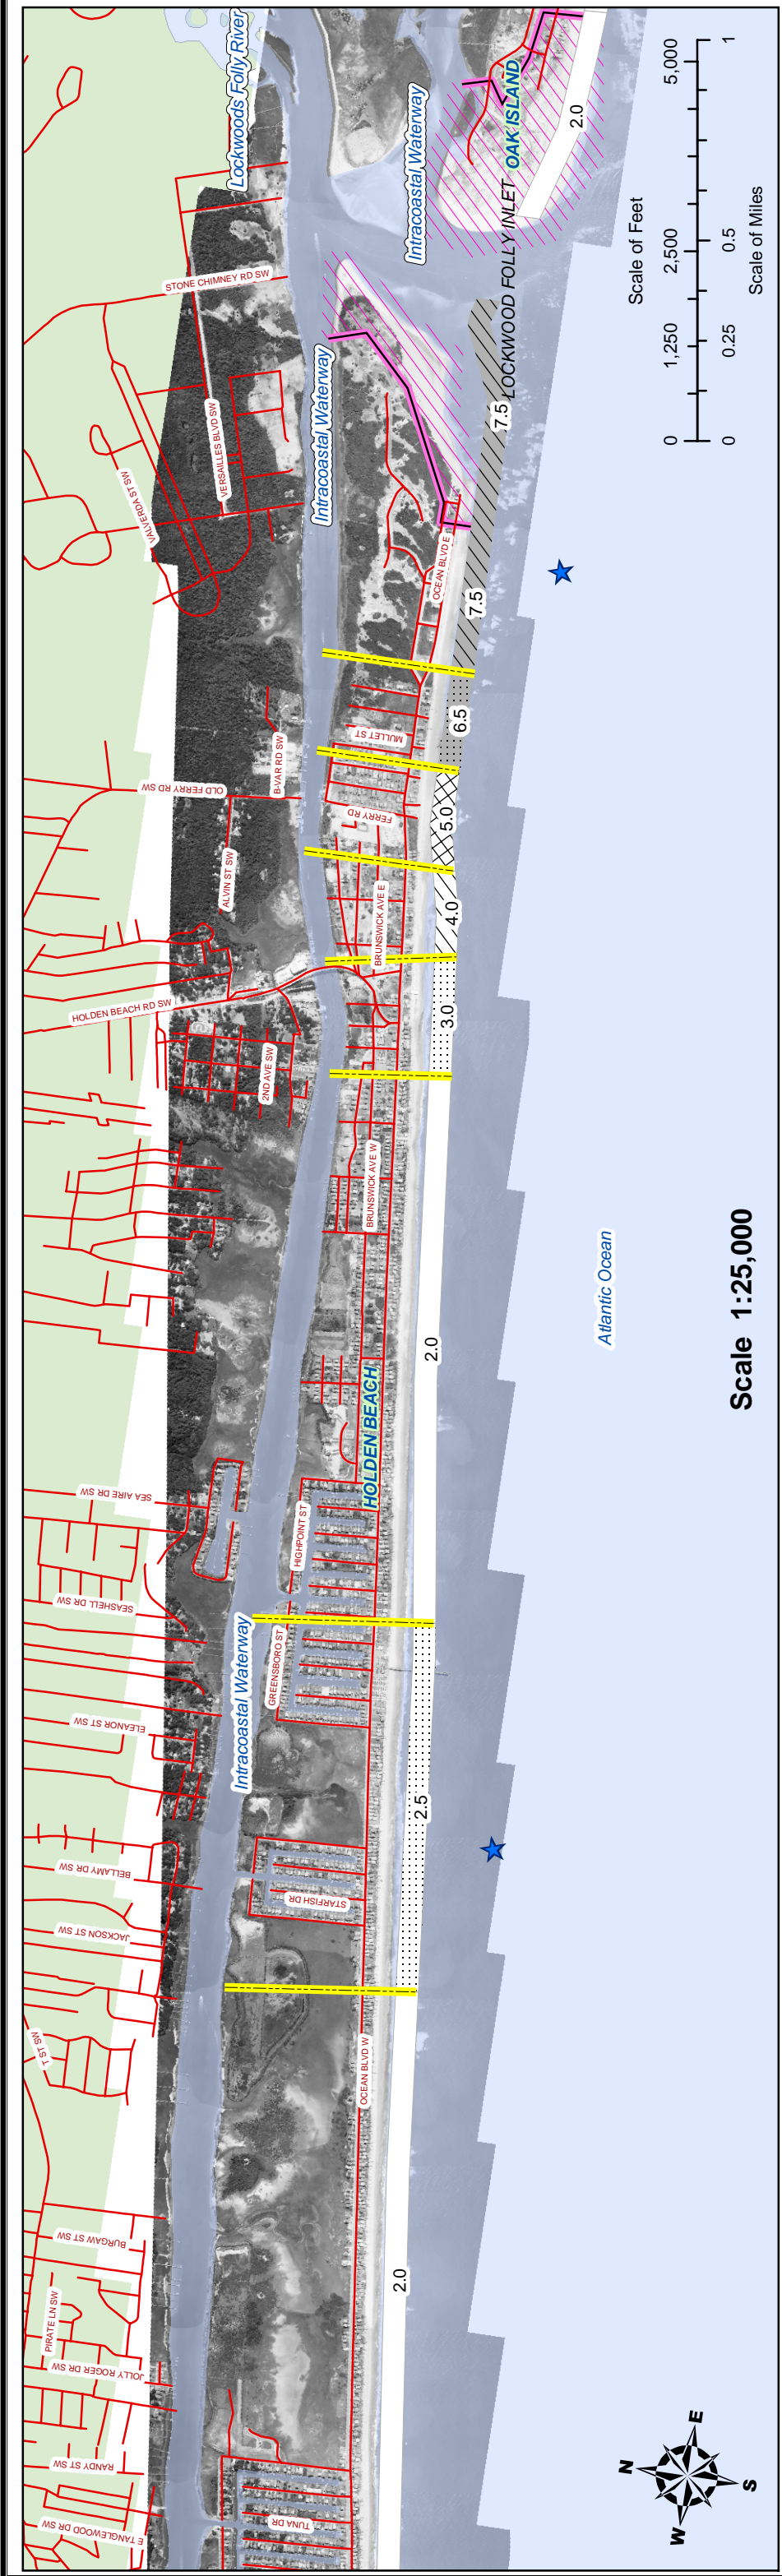 Lockwoods Folly River
Intracoastal Waterway
OAK ISLAND
2.0
LOCKWOOD FOLLY INLET
STONE CHIMNEY RD SW
Intracoastal Waterway
VERSAILLES BLVD SW
VALVERDA ST SW
7.5
OCEAN BLVD E
7.5
6.5
MULLET ST
B-VAR RD SW
OLD FERRY RD SW
FERRY RD
5.0
ALVIN ST SW
BRUNSWICK AVE E
4.0
HOLDEN BEACH RD SW
3.0
2ND AVE SW
BRUNSWICK AVE W
2.0
HOLDEN BEACH
Atlantic Ocean
SEA AIRE DR SW
HIGHPOINT ST
SEASHELL DR SW
GREENSBORO ST
Intracoastal Waterway
ELEANOR ST SW
2.5
BELLAMY DR SW
STARFISH DR
JACKSON ST SW
T ST SW
OCEAN BLVD W
BURGAW ST SW
2.0
PIRATE LN SW
JOLLY ROGER DR SW
RANDY ST SW
E TANGLEWOOD DR SW
TUNA DR
Scale of Feet
0 1,250 2,500 5,000
0 0.25 0.5 1
Scale of Miles
Scale 1:25,000
N
W E
S